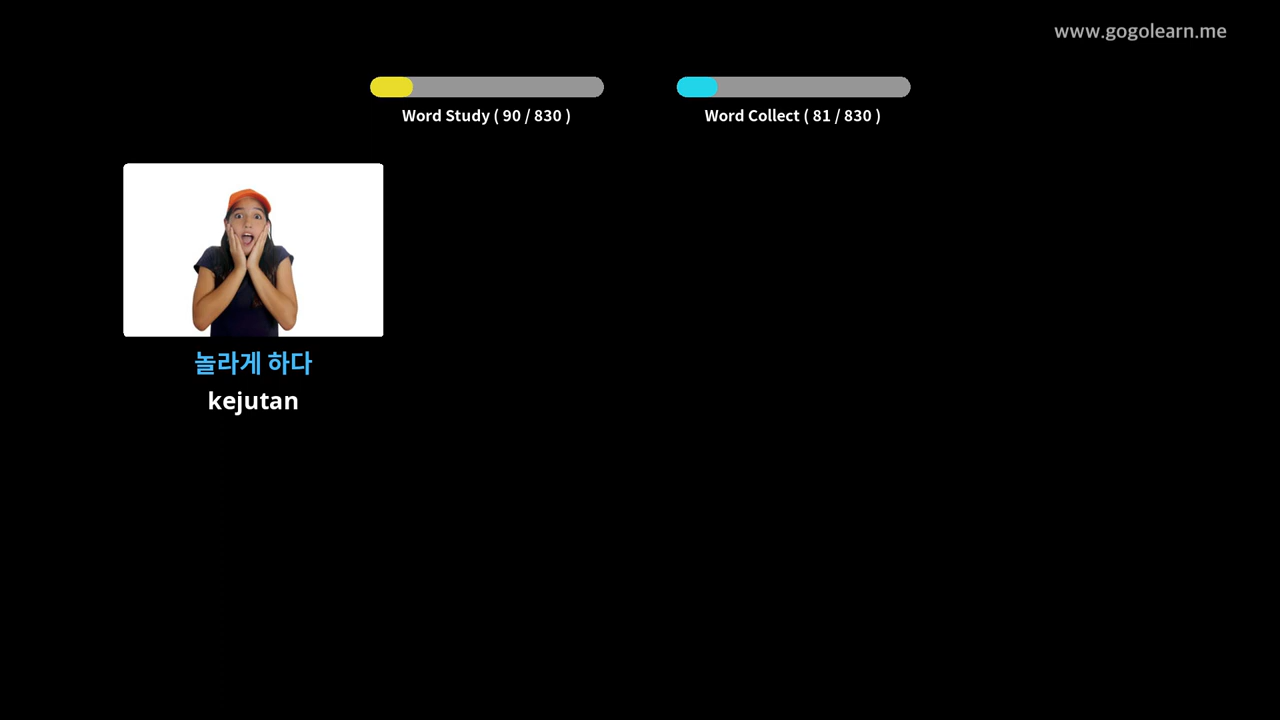 www.gogolearn.me
Word Study ( 90 / 830 )
Word Collect ( 81 / 830 )
놀라게 하다
kejutan